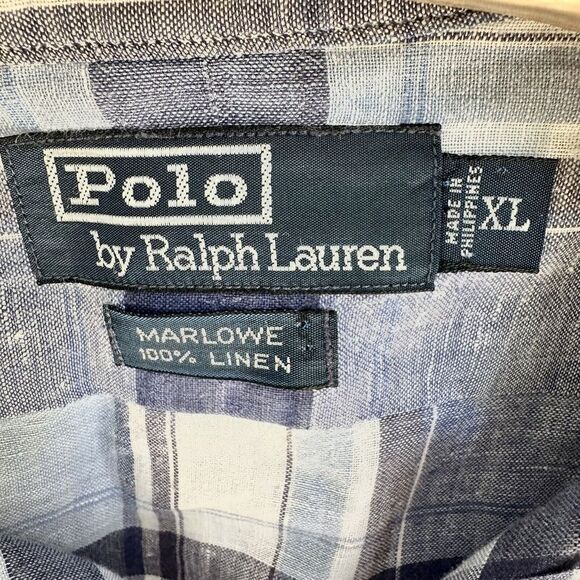 Polo
by Ralph Lauren
MADE IN
PHILIPPINES
XL
MARLOWE
100% LINEN